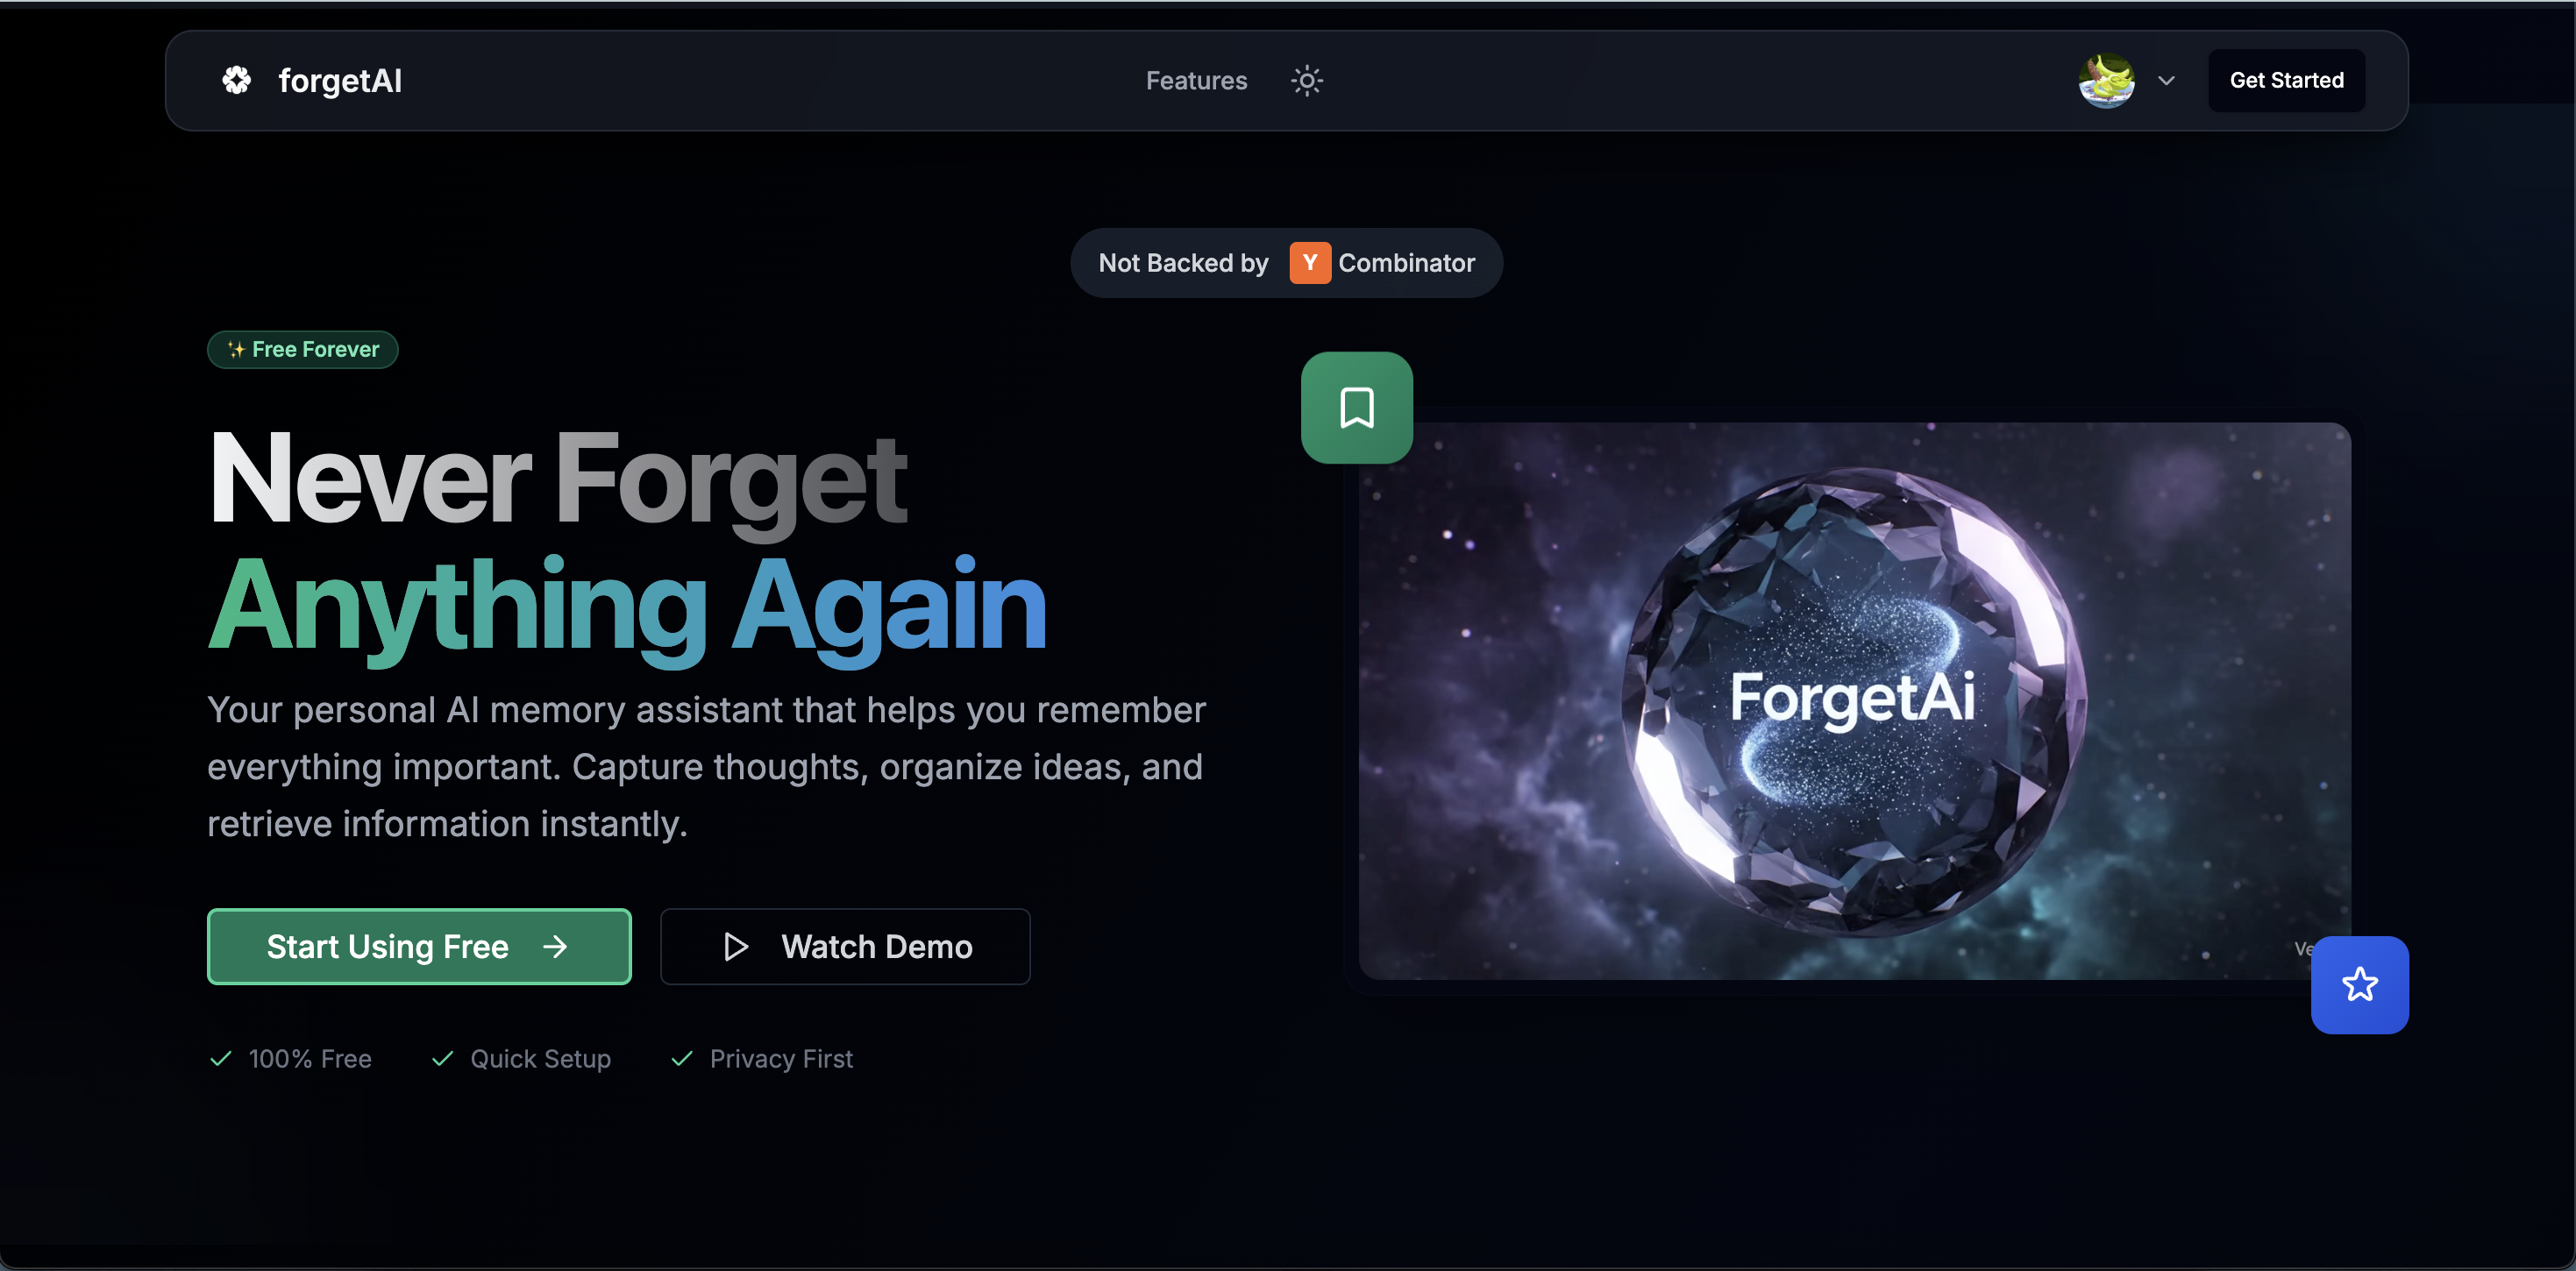 forgetAI
Features
Get Started
Not Backed by Y Combinator
✨ Free Forever
Never Forget
Anything Again
Your personal AI memory assistant that helps you remember
everything important. Capture thoughts, organize ideas, and
retrieve information instantly.
Start Using Free →
Watch Demo
100% Free
Quick Setup
Privacy First
ForgetAi